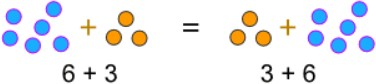 + = +
6 + 3 3 + 6